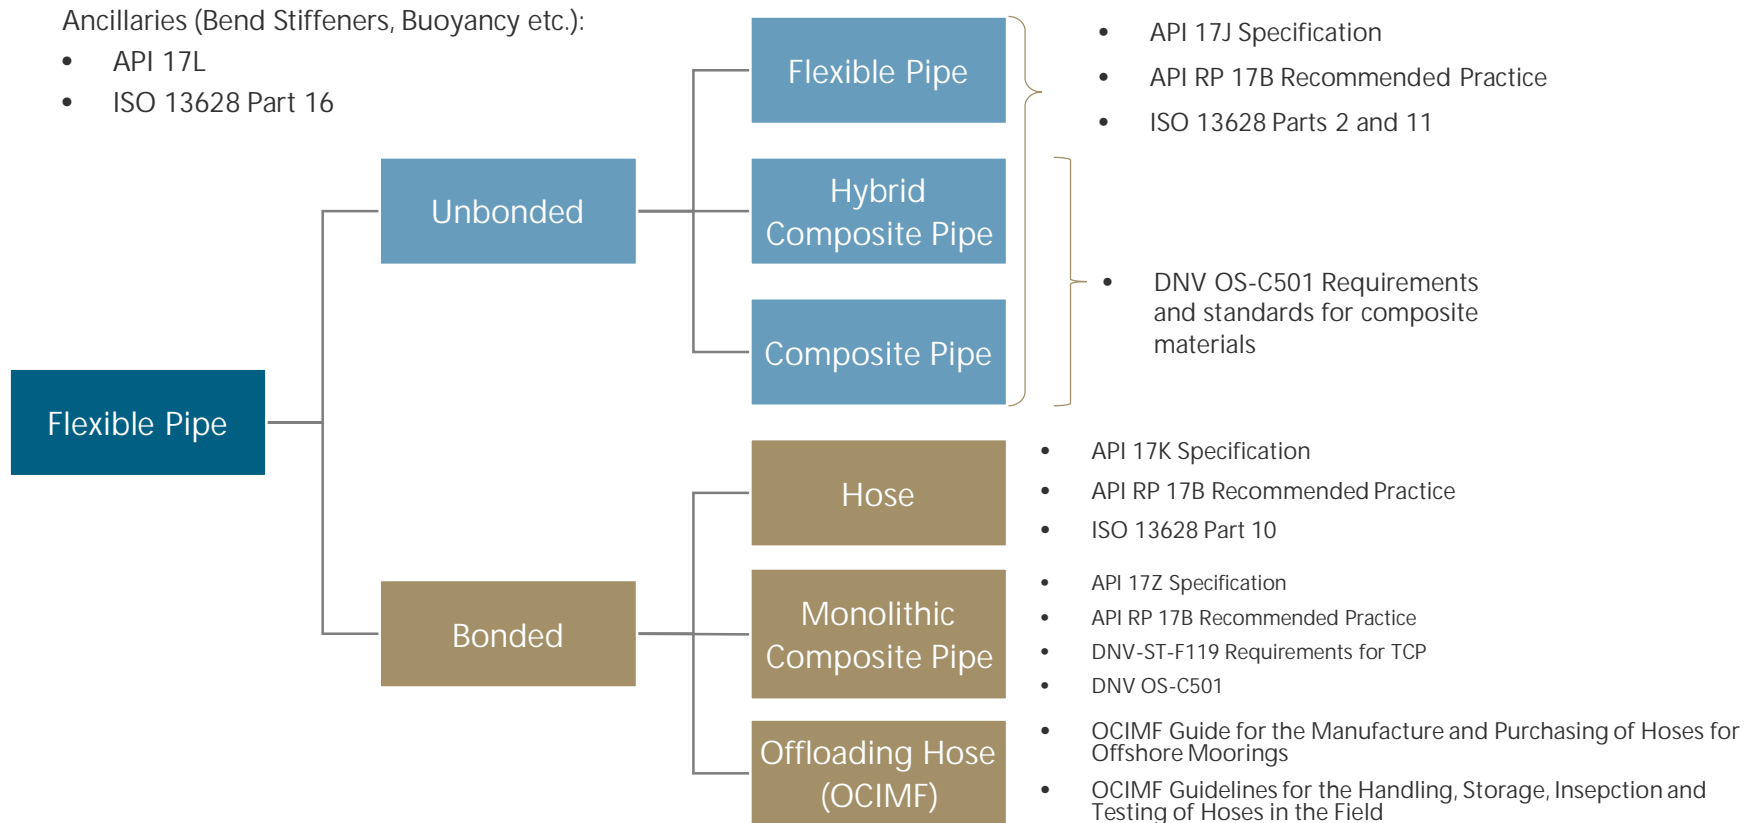 Ancillaries (Bend Stiffeners, Buoyancy etc.):
• API 17L
• ISO 13628 Part 16
Flexible Pipe
Unbonded
Flexible Pipe
Hybrid
Composite Pipe
Composite Pipe
• API 17J Specification
• API RP 17B Recommended Practice
• ISO 13628 Parts 2 and 11
• DNV OS-C501 Requirements
and standards for composite
materials
Bonded
Hose
• API 17K Specification
• API RP 17B Recommended Practice
• ISO 13628 Part 10
Monolithic
Composite Pipe
• API 17Z Specification
• API RP 17B Recommended Practice
• DNV-ST-F119 Requirements for TCP
• DNV OS-C501
Offloading Hose
(OCIMF)
• OCIMF Guide for the Manufacture and Purchasing of Hoses for
Offshore Moorings
• OCIMF Guidelines for the Handling, Storage, Insepction and
Testing of Hoses in the Field